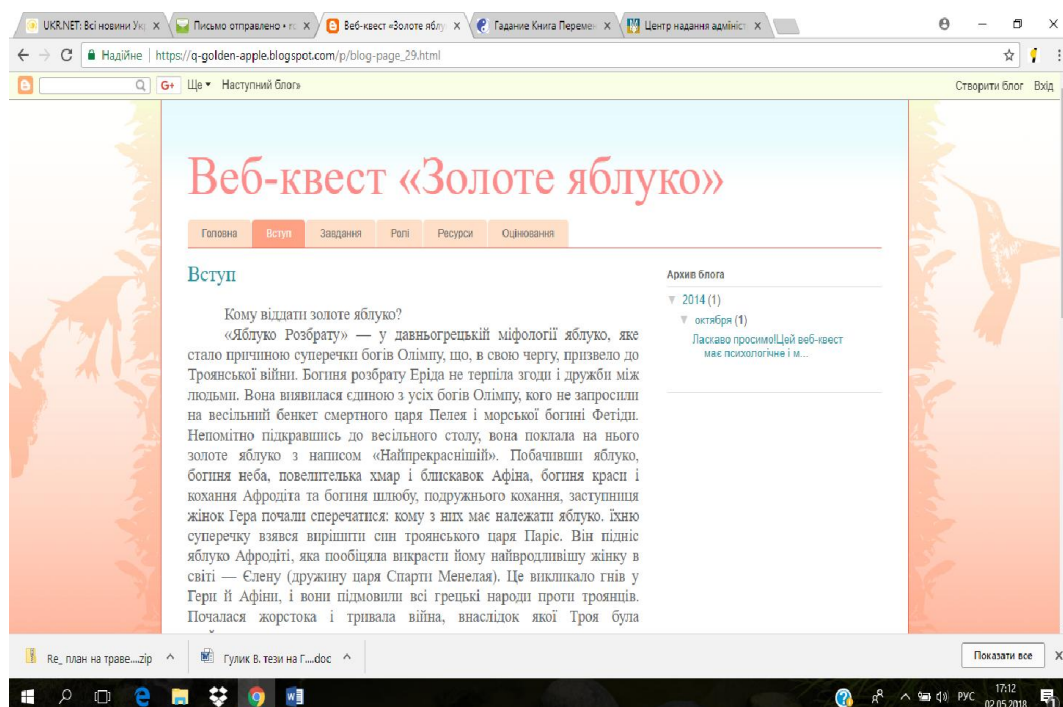 UKR.NET: Всі новини Ук
Письмо отправлено •
Веб-квест «Золоте яблу
Гадание Книга Перемен
Центр надання адмініст
Надійне
https://q-golden-apple.blogspot.com/p/blog-page_29.html
G+ Ще Наступний блог»
Створити блог Вхід
Веб-квест «Золоте яблуко»
Головна Вступ Завдання Ролі Ресурси Оцінювання
Вступ
Кому віддати золоте яблуко?
«Яблуко Розбрату» — у давньогрецькій міфології яблуко, яке
стало причиною суперечки богів Олімпу, що, в свою чергу, призвело до
Троянської війни. Богиня розбрату Еріда не терпіла згоди і дружби між
людьми. Вона виявилася єдиною з усіх богів Олімпу, кого не запросили
на весільний бенкет смертного царя Пелея і морської богині Фетіди.
Непомітно підкравшись до весільного столу, вона поклала на нього
золоте яблуко з написом «Найпрекраснішій». Побачивши яблуко,
богиня неба, повелителька хмар і блискавок Афіна, богиня краси і
кохання Афродіта та богиня шлюбу, подружнього кохання, заступниця
жінок Гера почали сперечатися: кому з них має належати яблуко. їхню
суперечку взявся вирішити син троянського царя Паріс. Він підніс
яблуко Афродіті, яка пообіцяла викрасти йому найвродливішу жінку в
світі — Єлену (дружину царя Спарти Менелая). Це викликало гнів у
Гери й Афіни, і вони підмовили всі грецькі народи проти троянців.
Почалася жорстока і тривала війна, внаслідок якої Троя була
Архив блога
2014 (1)
октября (1)
Ласкаво просимо!Цей веб-квест
має психологічне і м...
Re_ план на траве....zip
Гулик В. тези на Г....doc
Показати все
РУС
17:12
02.05.2018